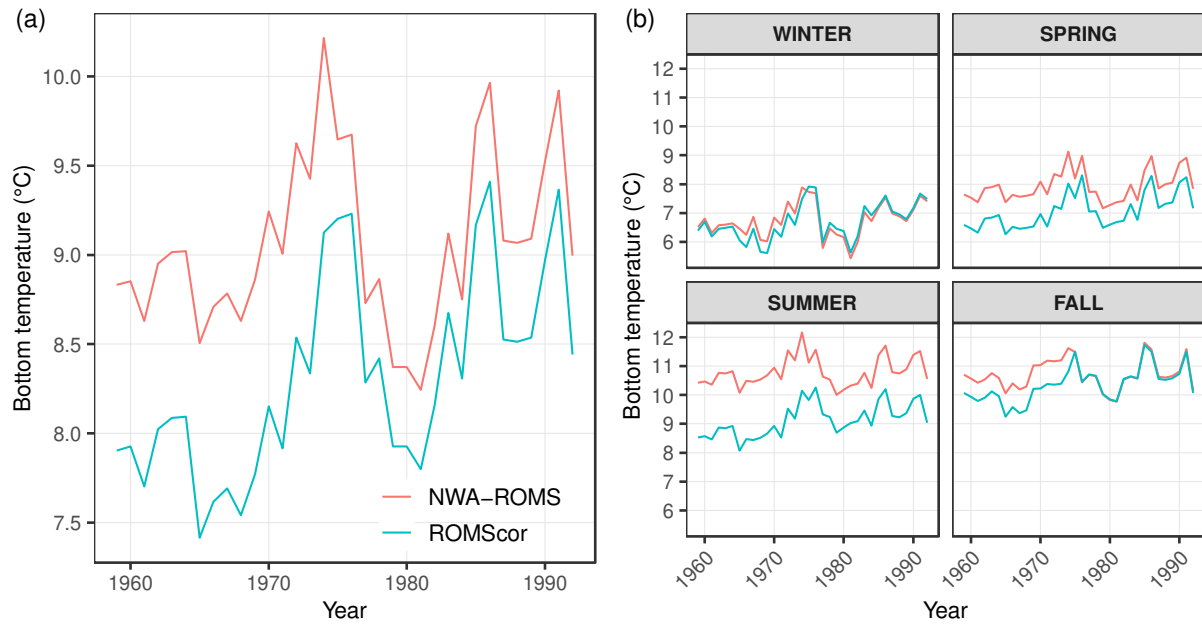 (a)
Bottom temperature (°C)
10.0
9.5
9.0
8.5
8.0
7.5
NWA−ROMS
ROMScor
1960
1970
1980
1990
Year
(b)
Bottom temperature (°C)
WINTER
SPRING
12
11
10
9
8
7
6
SUMMER
FALL
12
11
10
9
8
7
6
1960
1970
1980
1990
1960
1970
1980
1990
Year